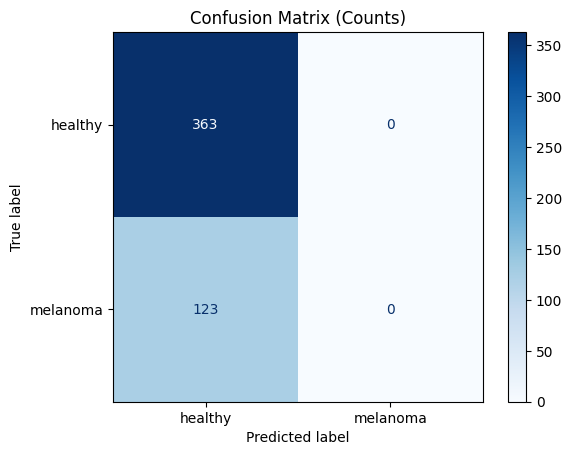 Confusion Matrix (Counts)
healthy
363
0
melanoma
123
0
healthy
melanoma
Predicted label
True label
350
300
250
200
150
100
50
0